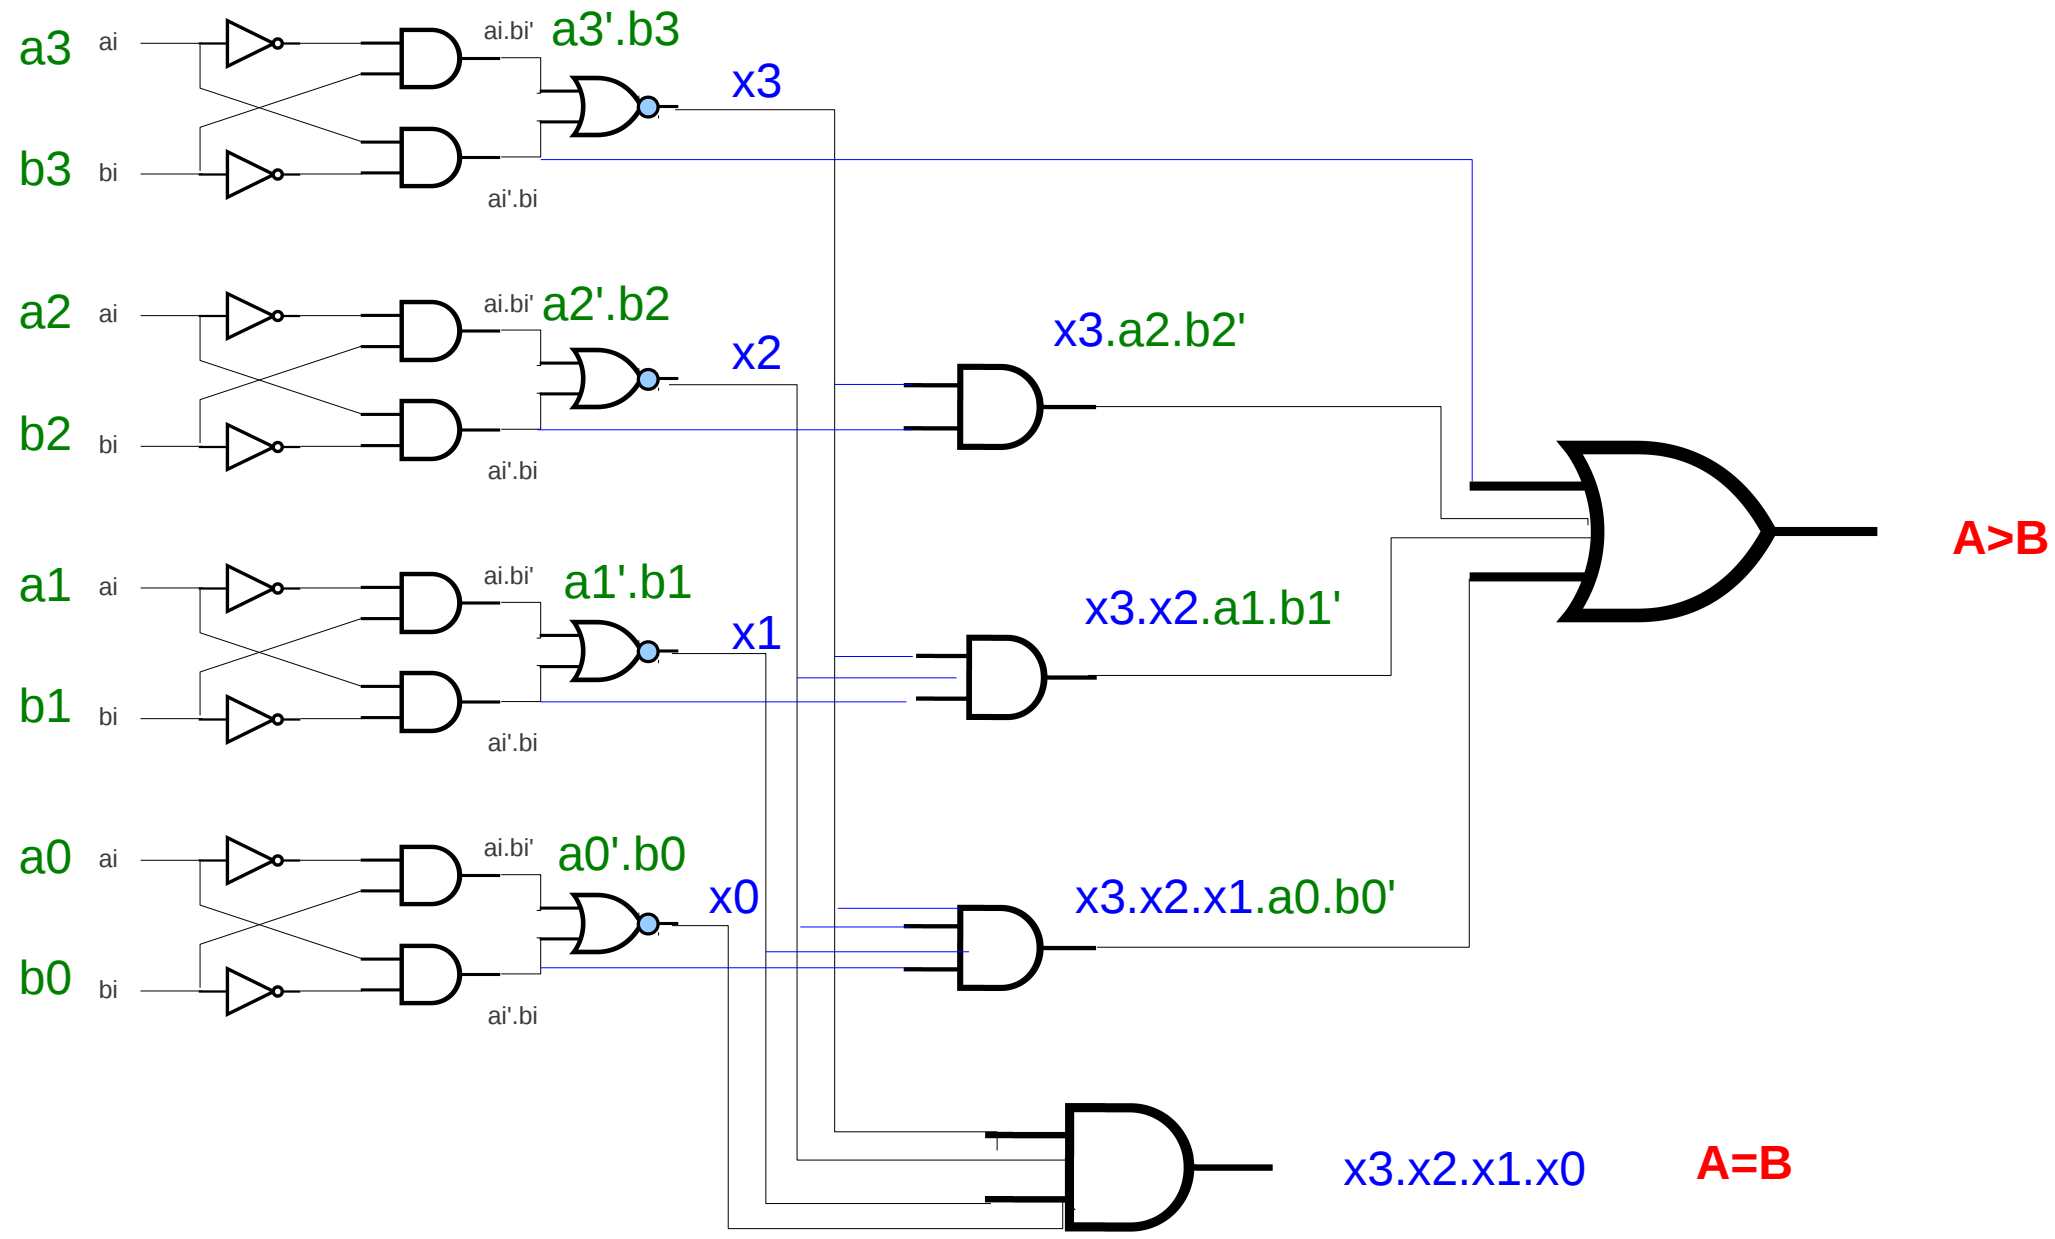 a3 ai
ai.bi' a3'.b3
x3
b3 bi
ai'.bi
a2 ai
ai.bi' a2'.b2
x2
x3.a2.b2'
b2 bi
ai'.bi
A>B
a1 ai
ai.bi' a1'.b1
x1
x3.x2.a1.b1'
b1 bi
ai'.bi
a0 ai
ai.bi' a0'.b0
x0
x3.x2.x1.a0.b0'
b0 bi
ai'.bi
x3.x2.x1.x0
A=B